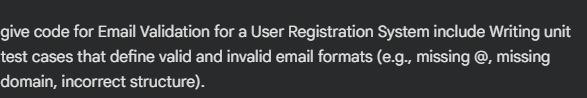 give code for Email Validation for a User Registration System include Writing unit
test cases that define valid and invalid email formats (e.g., missing @, missing
domain, incorrect structure).